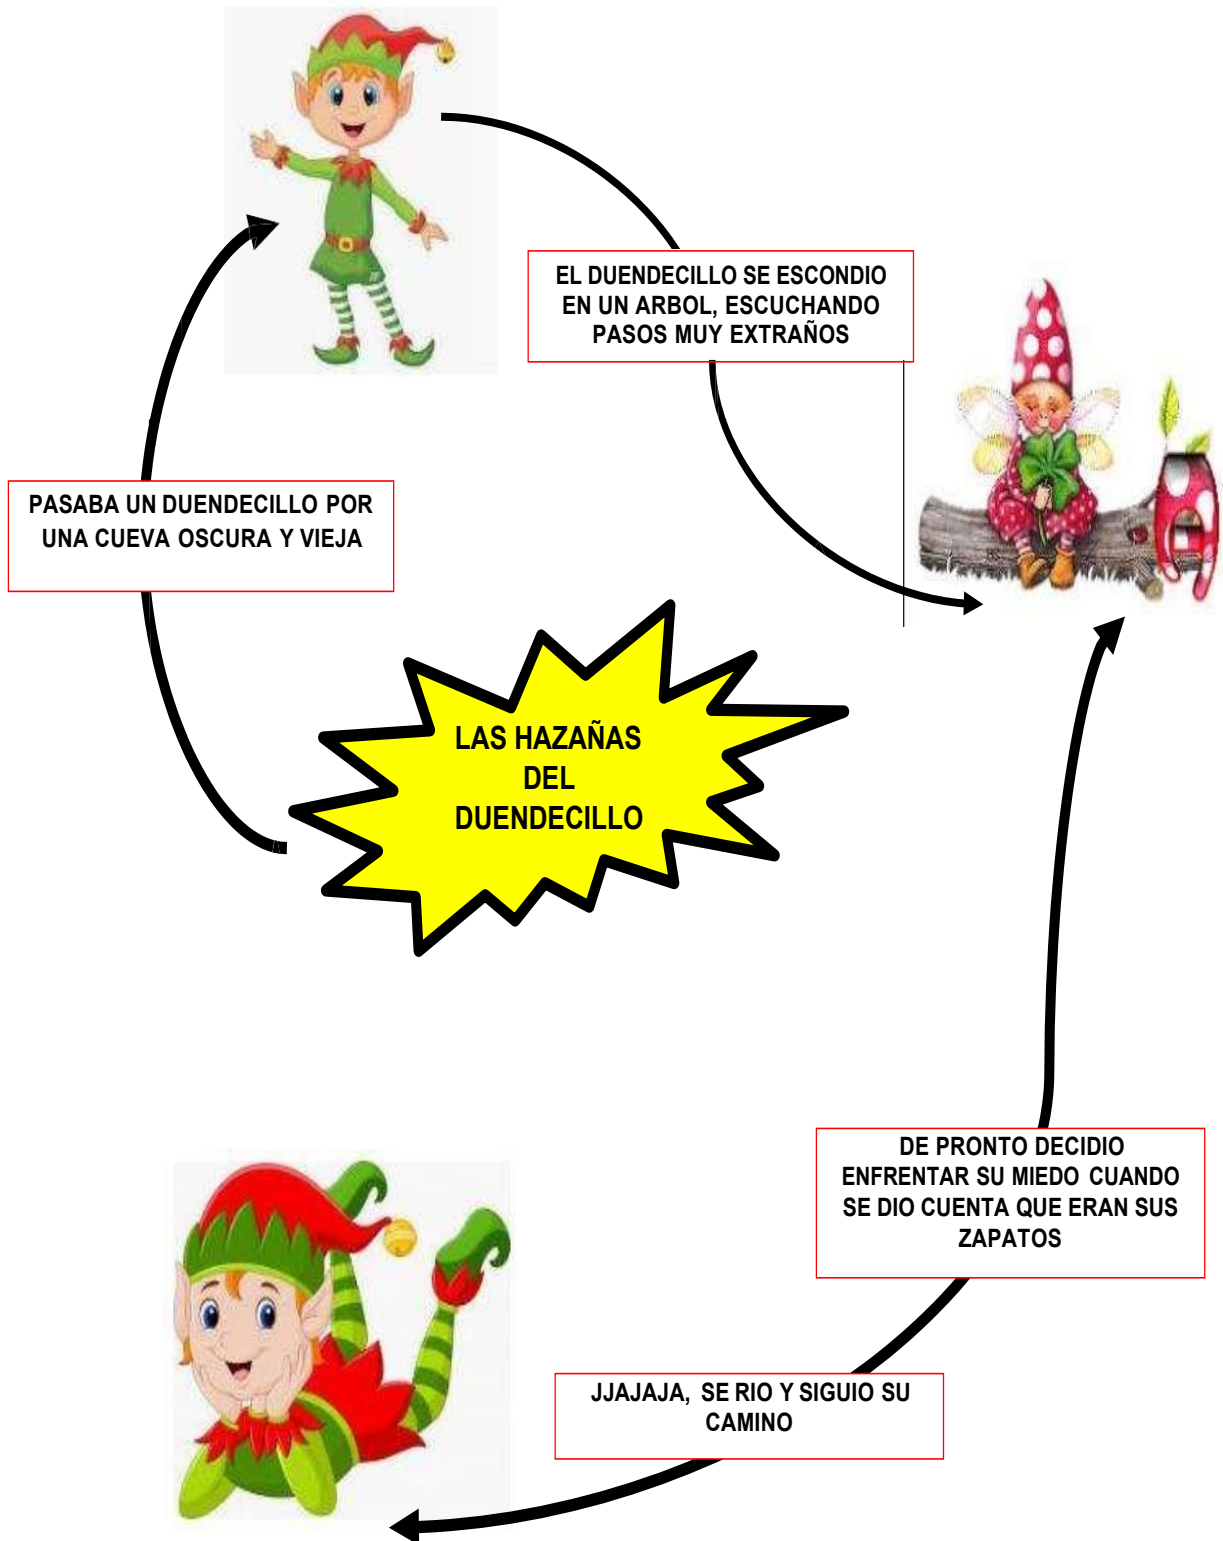 LAS HAZAÑAS
DEL
DUENDECILLO
PASABA UN DUENDECILLO POR
UNA CUEVA OSCURA Y VIEJA
EL DUENDECILLO SE ESCONDIO
EN UN ARBOL, ESCUCHANDO
PASOS MUY EXTRAÑOS
DE PRONTO DECIDIO
ENFRENTAR SU MIEDO CUANDO
SE DIO CUENTA QUE ERAN SUS
ZAPATOS
JJAJAJA, SE RIO Y SIGUIO SU
CAMINO